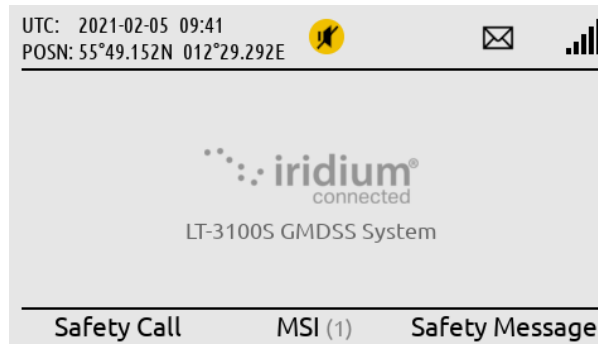 UTC: 2021-02-05 09:41
POSN: 55°49.152N 012°29.292E
iridium®
connected
LT-3100S GMDSS System
Safety Call MSI (1) Safety Message